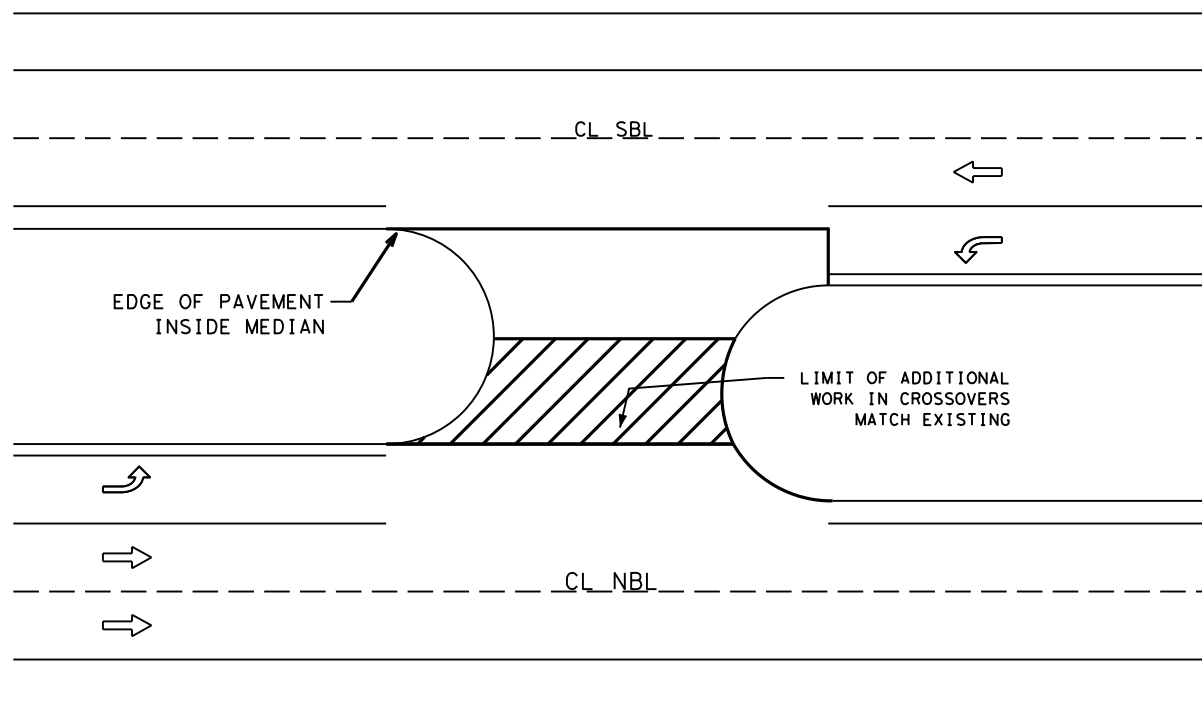 CL SBL
EDGE OF PAVEMENT
INSIDE MEDIAN
LIMIT OF ADDITIONAL
WORK IN CROSSOVERS
MATCH EXISTING
CL NBL